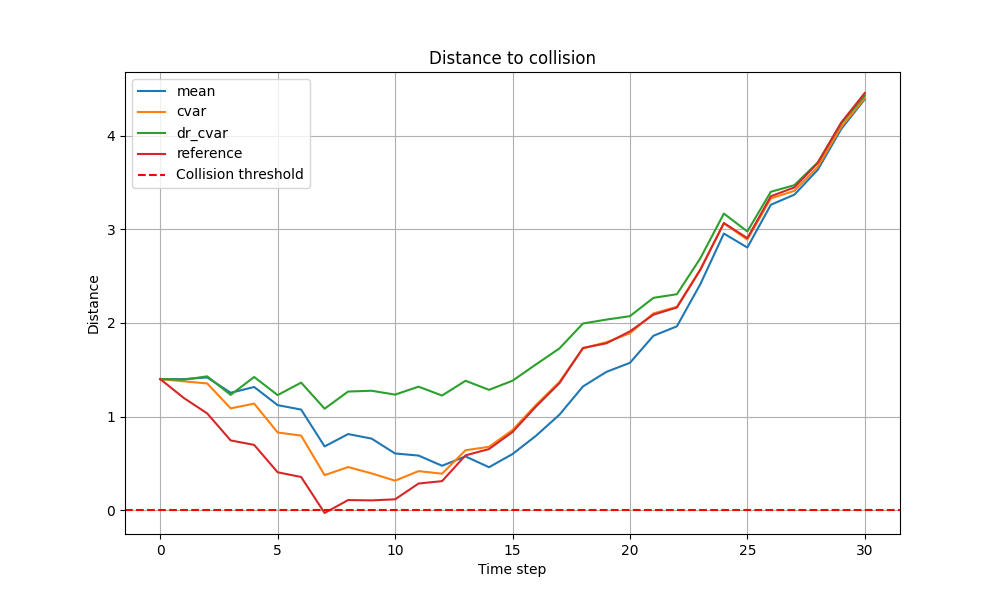 Distance to collision
mean
cvar
dr_cvar
reference
Collision threshold
Distance
4
3
2
1
0
0 5 10 15 20 25 30
Time step